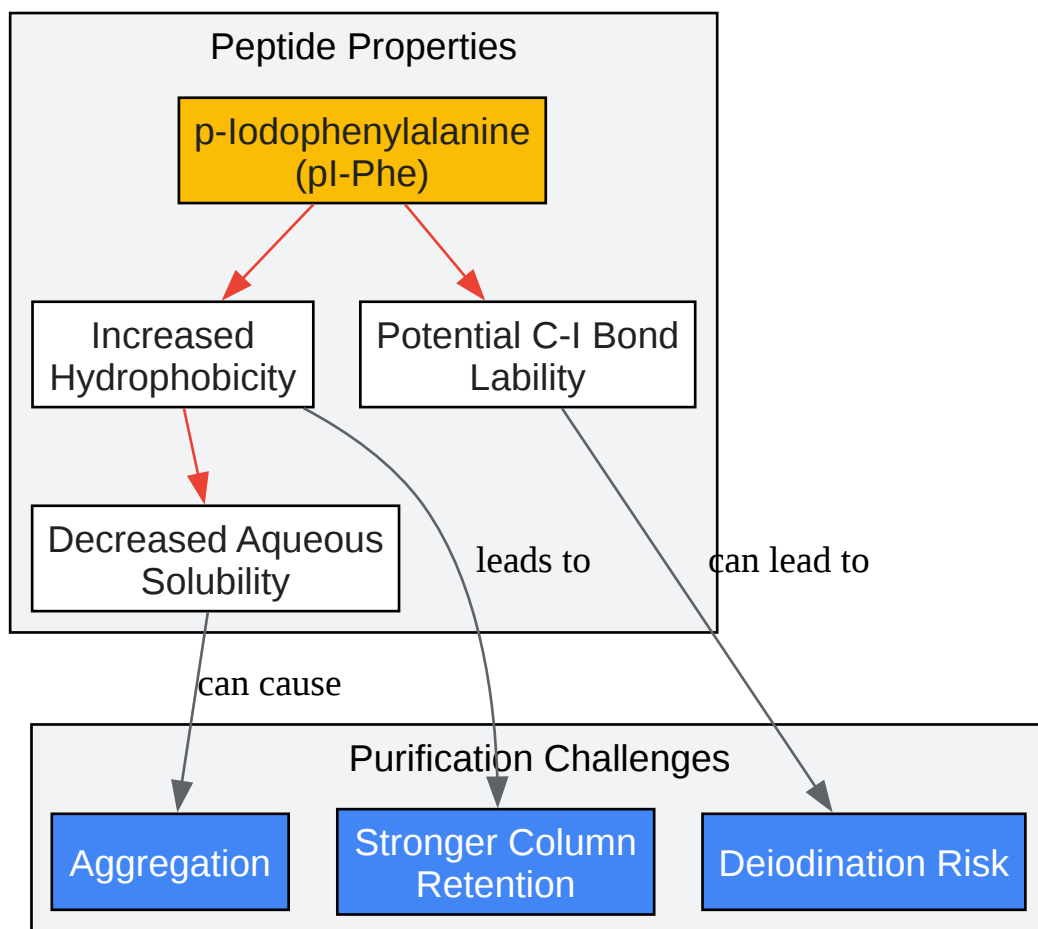 Peptide Properties
p-Iodophenylalanine
(pI-Phe)
Increased
Hydrophobicity
Potential C-I Bond
Lability
Decreased Aqueous
Solubility
leads to
can lead to
can cause
Purification Challenges
Aggregation
Stronger Column
Retention
Deiodination Risk